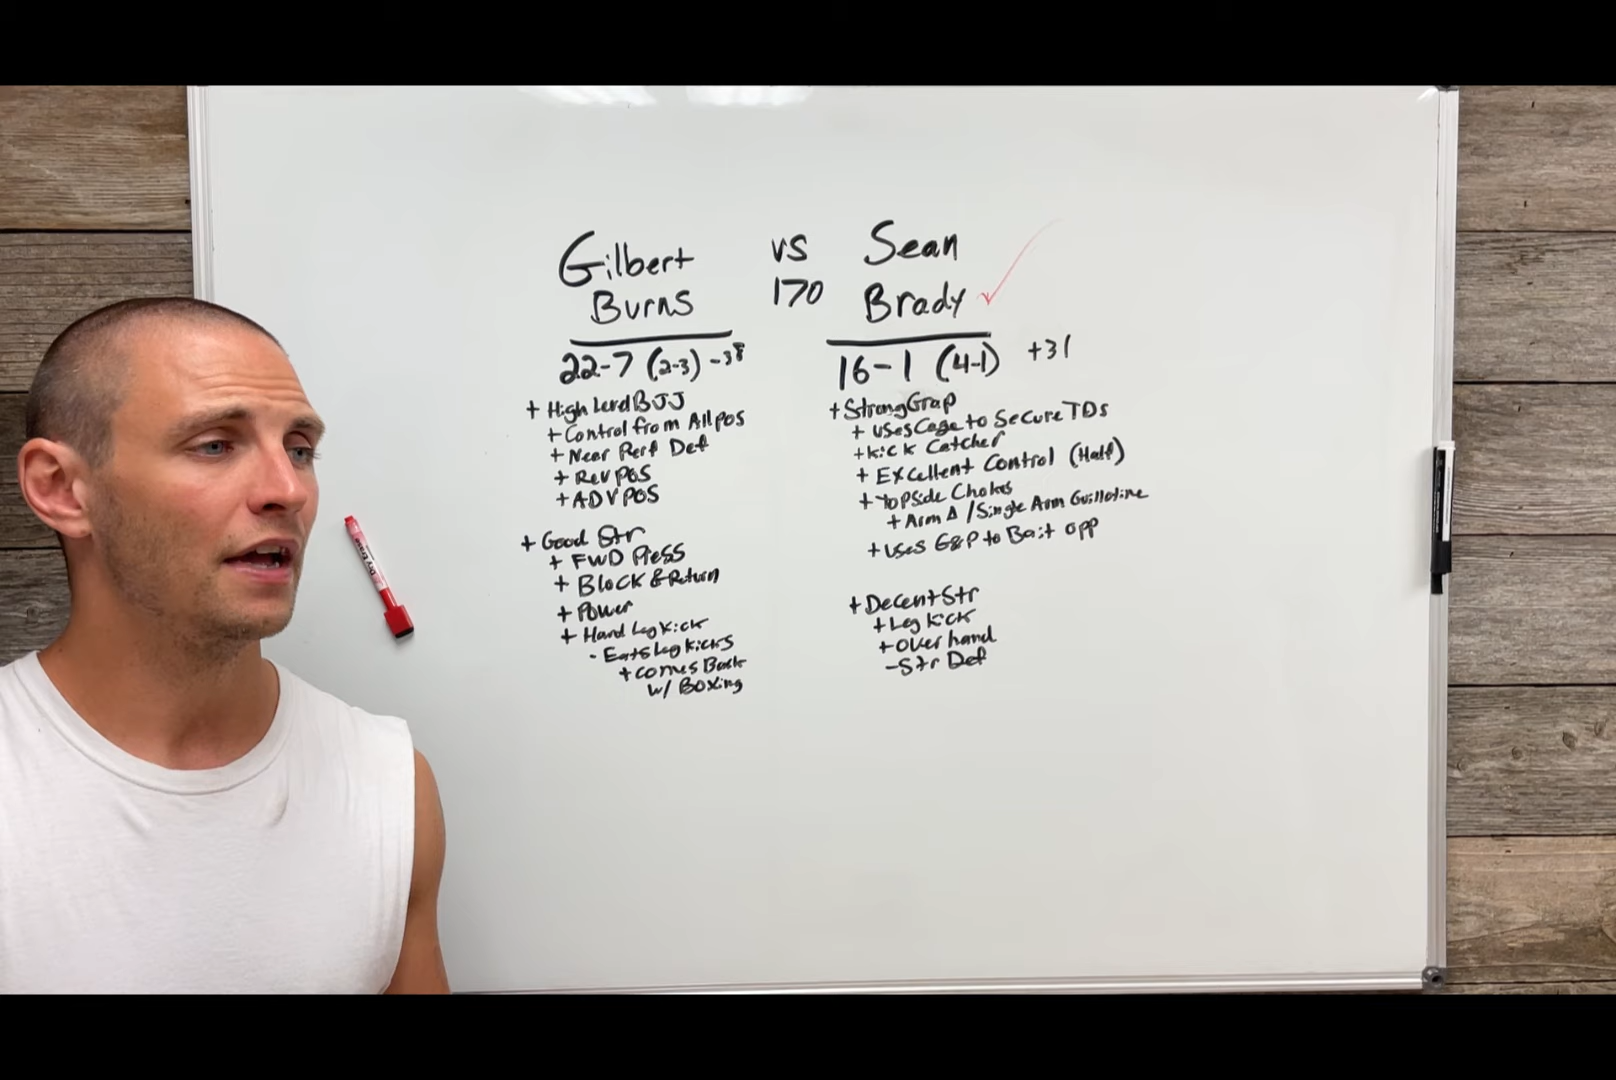 Gilbert vs Sean
Burns 170 Brady
22-7 (2-3) -38
16-1 (4-1) +31
+ High Level BJJ
+ Control from All POS
+ Near Perf Def
+ Rev POS
+ ADV POS
+ Good Str
+ FWD Press
+ Block & Return
+ Power
+ Hard Leg Kick
- Eats Leg Kicks
+ Comes Back
w/ Boxing
+ Strong Grap
+ Uses Cage to Secure TDs
+ Kick Catcher
+ Excellent Control (Half)
+ Topside Chokes
+ Arm Δ / Single Arm Guillotine
+ Uses G&P to Bait opp
+ Decent Str
+ Leg Kick
+ Overhand
- Str Def
Dry Erase